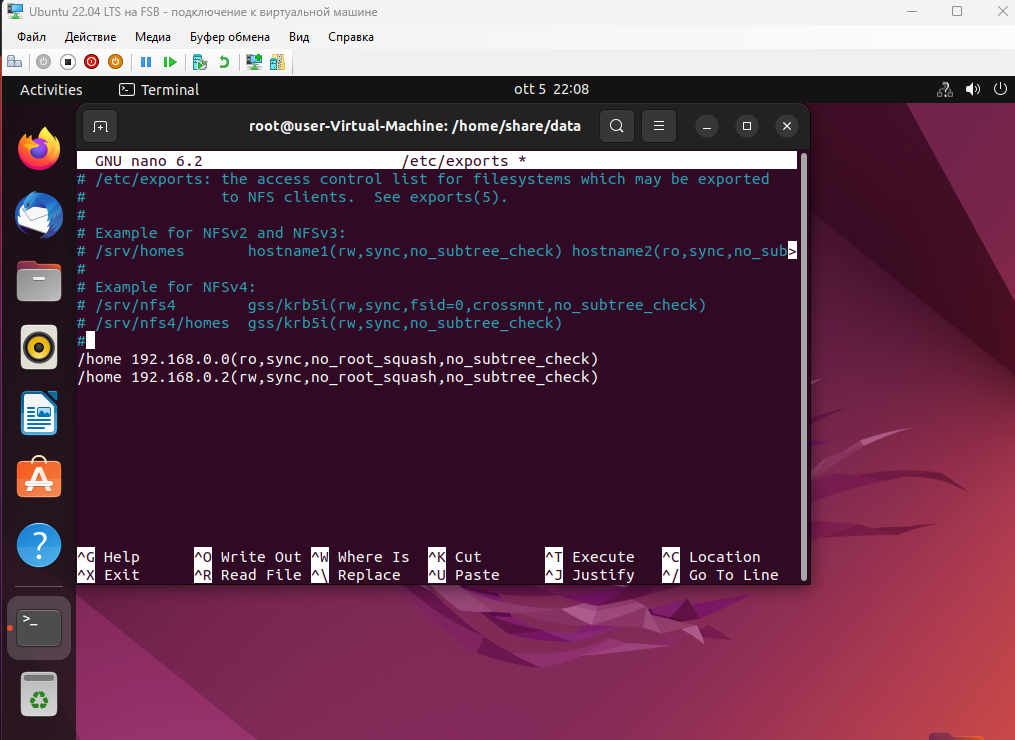 Ubuntu 22.04 LTS на FSB - подключение к виртуальной машине
Файл Действие Медиа Буфер обмена Вид Справка
Activities Terminal ott 5 22:08
root@user-Virtual-Machine: /home/share/data
GNU nano 6.2 /etc/exports *
# /etc/exports: the access control list for filesystems which may be exported
# to NFS clients. See exports(5).
#
# Example for NFSv2 and NFSv3:
# /srv/homes hostname1(rw,sync,no_subtree_check) hostname2(ro,sync,no_sub>
#
# Example for NFSv4:
# /srv/nfs4 gss/krb5i(rw,sync,fsid=0,crossmnt,no_subtree_check)
# /srv/nfs4/homes gss/krb5i(rw,sync,no_subtree_check)
#
/home 192.168.0.0(ro,sync,no_root_squash,no_subtree_check)
/home 192.168.0.2(rw,sync,no_root_squash,no_subtree_check)
^G Help ^O Write Out ^W Where Is ^K Cut ^T Execute ^C Location
^X Exit ^R Read File ^\ Replace ^U Paste ^J Justify ^/ Go To Line